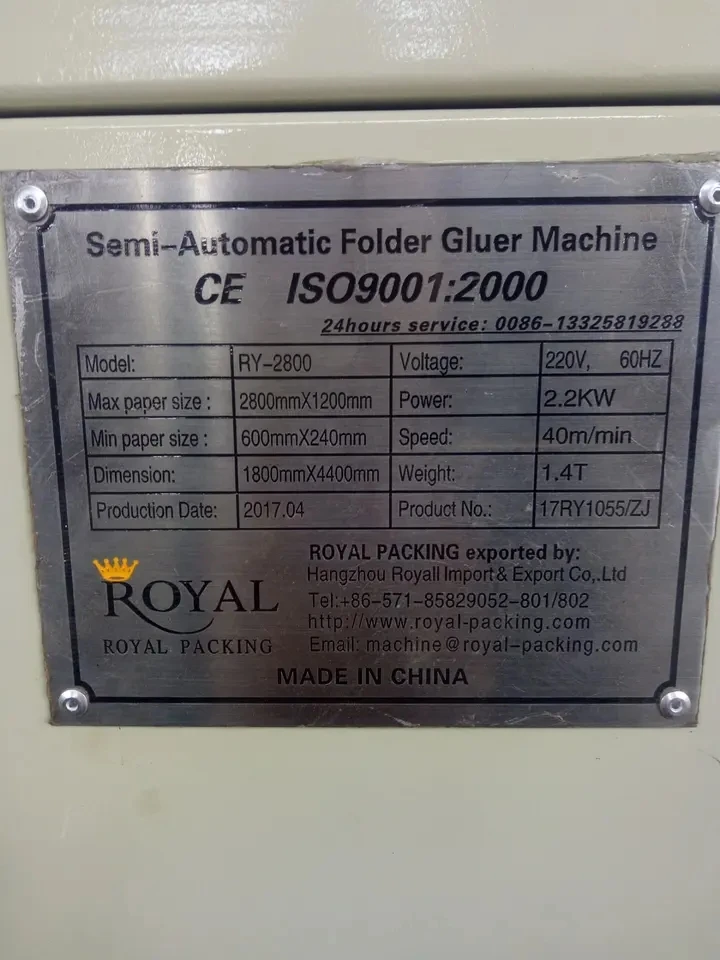 Semi-Automatic Folder Gluer Machine
CE ISO9001:2000
24hours service: 0086-13325819288
Model: RY-2800 Voltage: 220V, 60HZ
Max paper size : 2800mmX1200mm Power: 2.2KW
Min paper size : 600mmX240mm Speed: 40m/min
Dimension: 1800mmX4400mm Weight: 1.4T
Production Date: 2017.04 Product No.: 17RY1055/ZJ
ROYAL
ROYAL PACKING
ROYAL PACKING exported by:
Hangzhou Royall Import & Export Co,.Ltd
Tel:+86-571-85829052-801/802
http://www.royal-packing.com
Email: machine@royal-packing.com
MADE IN CHINA